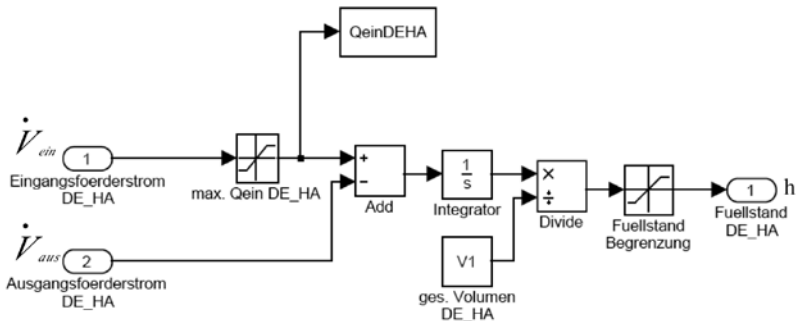 QeinDEHA
V̇ein
1
Eingangsfoerderstrom
DE_HA
max. Qein DE_HA
+
−
Add
1
s
Integrator
×
÷
Divide
Fuellstand
Begrenzung
1
h
Fuellstand
DE_HA
V̇aus
2
Ausgangsfoerderstrom
DE_HA
V1
ges. Volumen
DE_HA